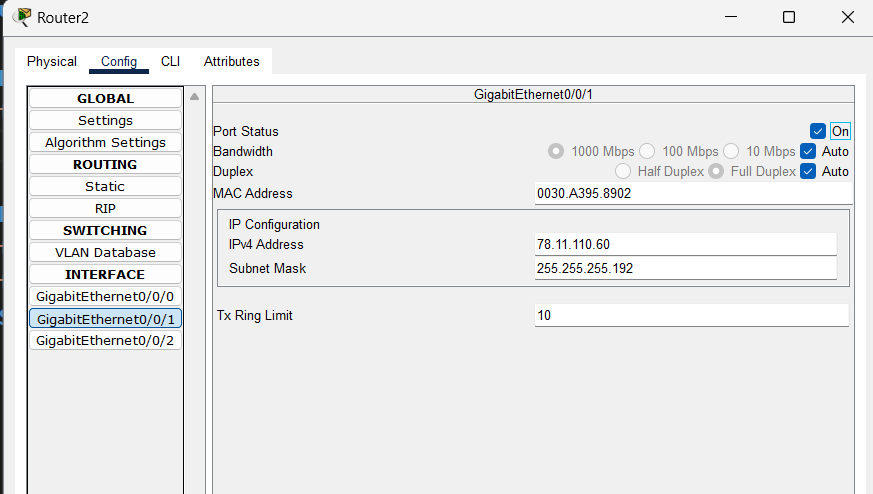 Router2
Physical Config CLI Attributes
GLOBAL
Settings
Algorithm Settings
ROUTING
Static
RIP
SWITCHING
VLAN Database
INTERFACE
GigabitEthernet0/0/0
GigabitEthernet0/0/1
GigabitEthernet0/0/2
GigabitEthernet0/0/1
Port Status On
Bandwidth 1000 Mbps 100 Mbps 10 Mbps Auto
Duplex Half Duplex Full Duplex Auto
MAC Address 0030.A395.8902
IP Configuration
IPv4 Address 78.11.110.60
Subnet Mask 255.255.255.192
Tx Ring Limit 10